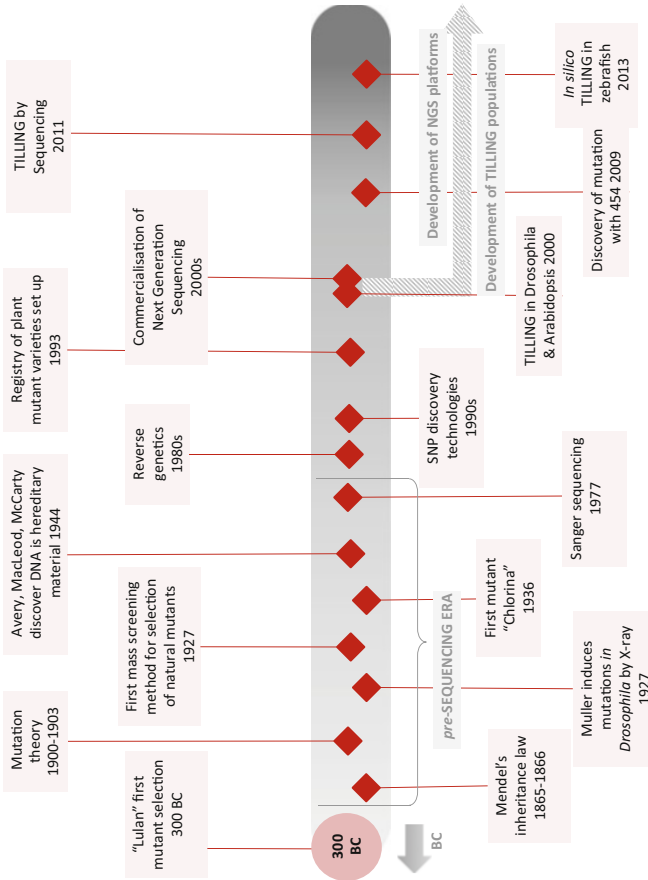 "Lulan" first
mutant selection
300 BC
Mutation
theory
1900-1903
First mass screening
method for selection
of natural mutants
1927
Avery, MacLeod, McCarty
discover DNA is hereditary
material 1944
Reverse
genetics
1980s
Registry of plant
mutant varieties set up
1993
Commercialisation of
Next Generation
Sequencing
2000s
TILLING by
Sequencing
2011
300
BC
BC
pre-SEQUENCING ERA
Development of NGS platforms
Development of TILLING populations
Mendel's
inheritance law
1865-1866
Muller induces
mutations in
Drosophila by X-ray
1927
First mutant
"Chlorina"
1936
Sanger sequencing
1977
SNP discovery
technologies
1990s
TILLING in Drosophila
& Arabidopsis 2000
Discovery of mutation
with 454 2009
In silico
TILLING in
zebrafish
2013